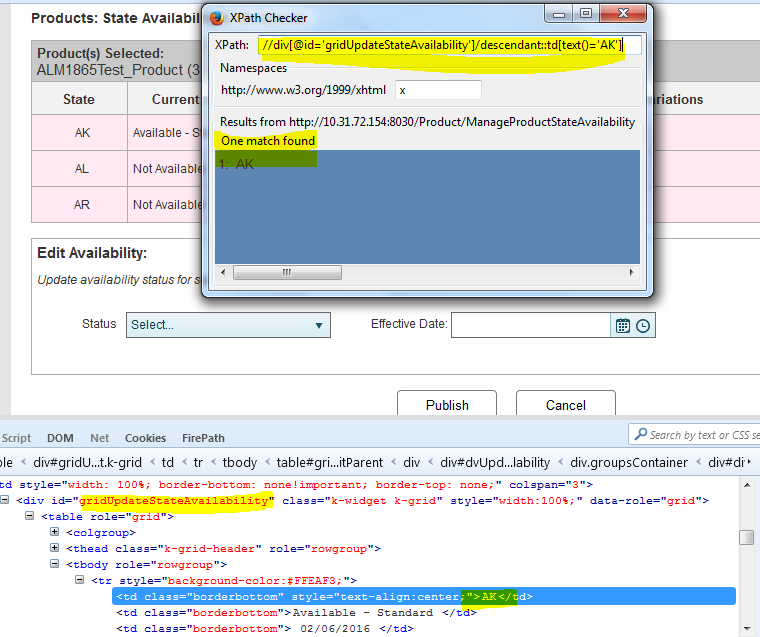 Products: State Availabil
XPath Checker
XPath: //div[@id='gridUpdateStateAvailability']/descendant::td[text()='AK']
Namespaces
http://www.w3.org/1999/xhtml x
Results from http://10.31.72.154:8030/Product/ManageProductStateAvailability
One match found
1: AK
Product(s) Selected:
ALM1865Test_Product (3
State Current ariations
AK Available - St
AL Not Available
AR Not Available
Edit Availability:
Update availability status for s
Status Select... Effective Date:
Publish Cancel
Script DOM Net Cookies FirePath Search by text or CSS se
ble < div#gridU...t.k-grid < td < tr < tbody < table#gri...itParent < div < div#dvUpd...lability < div.groupsContainer < div#di
td style="width: 100%; border-bottom: none!important; border-top: none;" colspan="3">
<div id="gridUpdateStateAvailability" class="k-widget k-grid" style="width:100%;" data-role="grid">
<table role="grid">
<colgroup>
<thead class="k-grid-header" role="rowgroup">
<tbody role="rowgroup">
<tr style="background-color:#FFEAF3;">
<td class="borderbottom" style="text-align:center;">AK</td>
<td class="borderbottom">Available - Standard </td>
<td class="borderbottom"> 02/06/2016 </td>